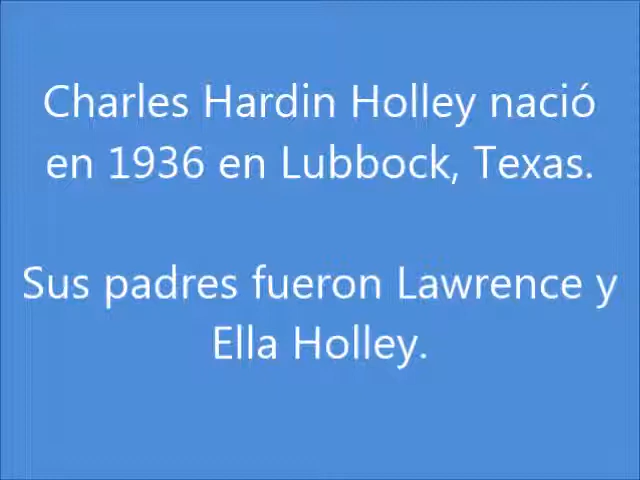 Charles Hardin Holley nació
en 1936 en Lubbock, Texas.
Sus padres fueron Lawrence y
Ella Holley.